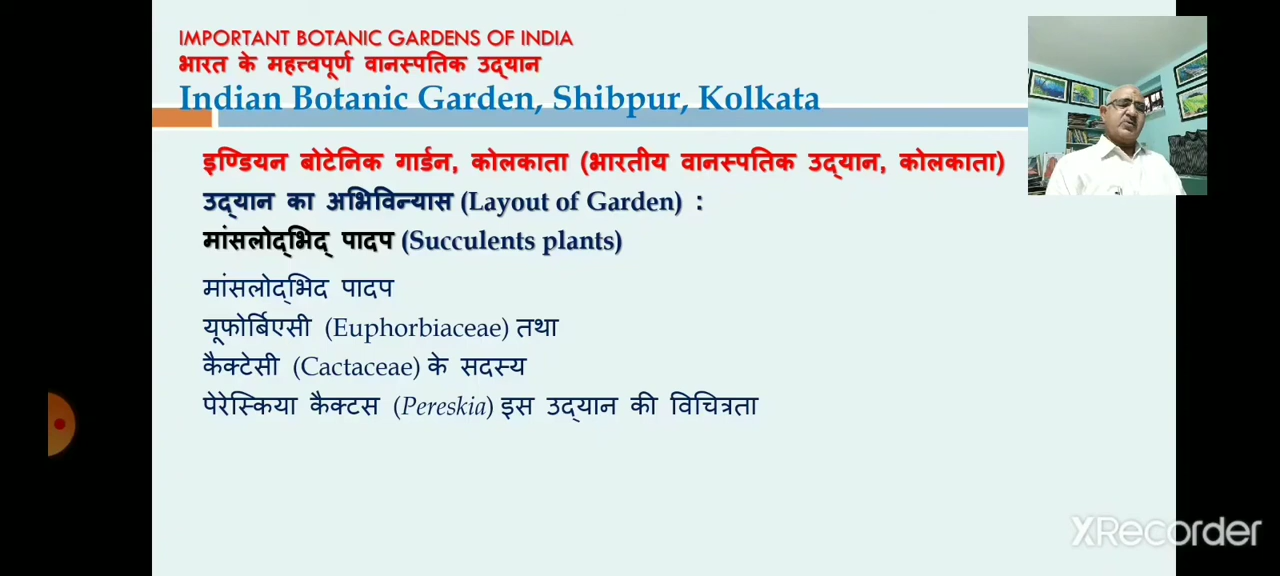 IMPORTANT BOTANIC GARDENS OF INDIA
भारत के महत्त्वपूर्ण वानस्पतिक उद्यान
Indian Botanic Garden, Shibpur, Kolkata
इण्डियन बोटेनिक गार्डन, कोलकाता (भारतीय वानस्पतिक उद्यान, कोलकाता)
उद्यान का अभिविन्यास (Layout of Garden) :
मांसलोद्भिद् पादप (Succulents plants)
मांसलोद्भिद पादप
यूफोर्बिएसी (Euphorbiaceae) तथा
कैक्टेसी (Cactaceae) के सदस्य
पेरेस्किया कैक्टस (Pereskia) इस उद्यान की विचित्रता
XRecorder